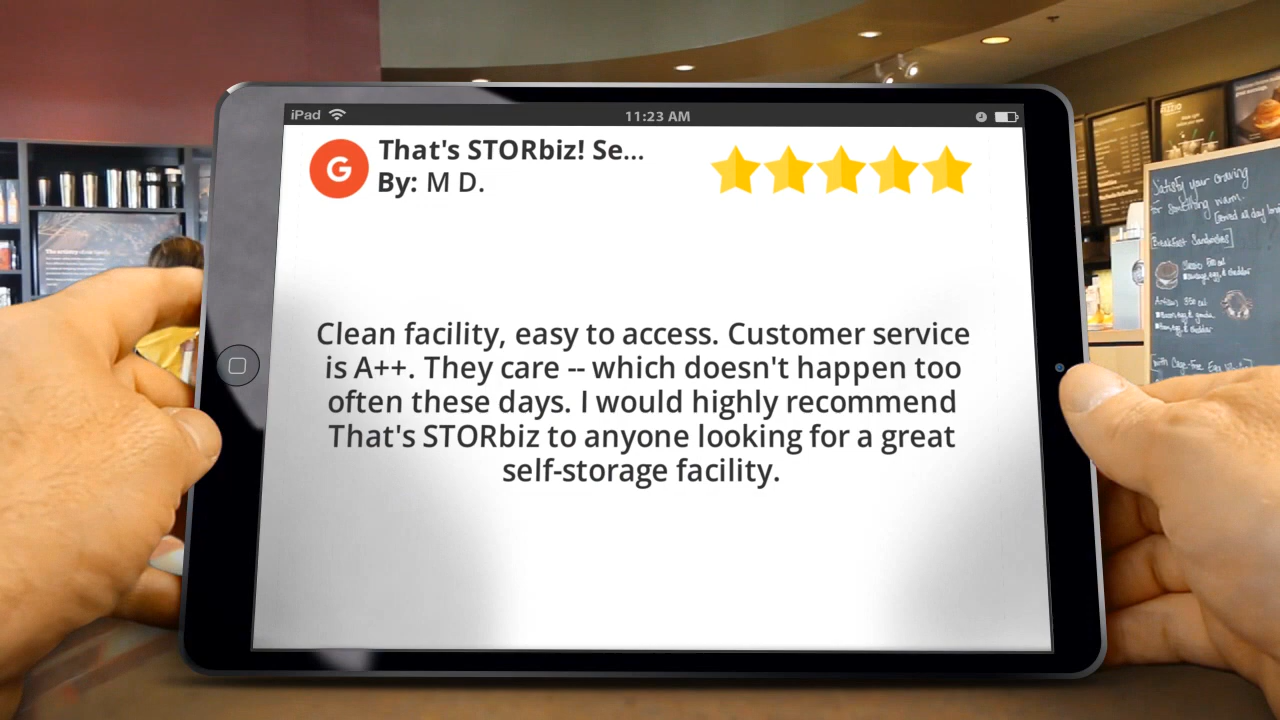 iPad
11:23 AM
G
That's STORbiz! Se...
By: M D.
Clean facility, easy to access. Customer service
is A++. They care -- which doesn't happen too
often these days. I would highly recommend
That's STORbiz to anyone looking for a great
self-storage facility.
Satisfy your craving
for something warm.
Breakfast Sandwiches